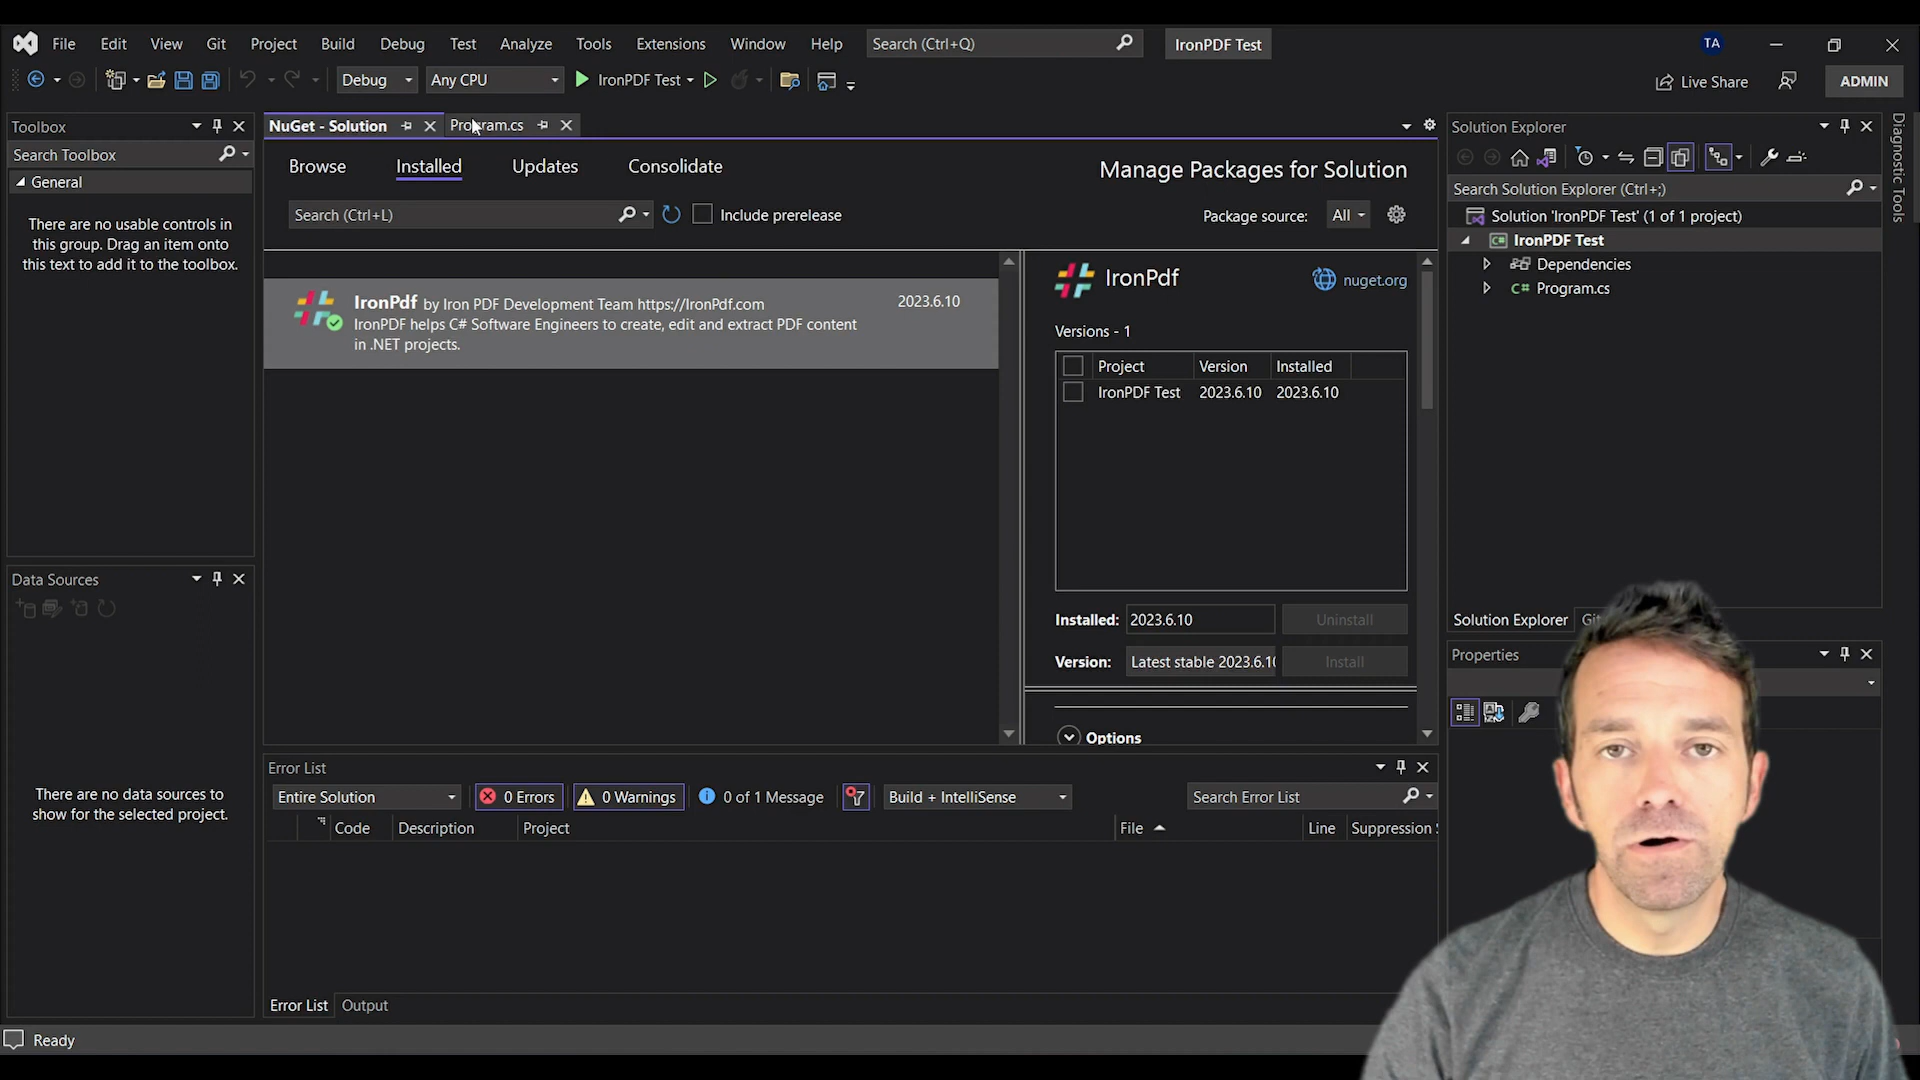 File Edit View Git Project Build Debug Test Analyze Tools Extensions Window Help Search (Ctrl+Q) IronPDF Test TA
Debug Any CPU IronPDF Test Live Share ADMIN
Toolbox
Search Toolbox
General
There are no usable controls in
this group. Drag an item onto
this text to add it to the toolbox.
Data Sources
There are no data sources to
show for the selected project.
NuGet - Solution Program.cs
Browse Installed Updates Consolidate
Manage Packages for Solution
Search (Ctrl+L) Include prerelease
Package source: All
IronPdf by Iron PDF Development Team https://IronPdf.com 2023.6.10
IronPDF helps C# Software Engineers to create, edit and extract PDF content
in .NET projects.
IronPdf nuget.org
Versions - 1
Project Version Installed
IronPDF Test 2023.6.10 2023.6.10
Installed: 2023.6.10 Uninstall
Version: Latest stable 2023.6.10 Install
Options
Error List
Entire Solution 0 Errors 0 Warnings 0 of 1 Message Build + IntelliSense Search Error List
Code Description Project File Line Suppression
Error List Output
Solution Explorer
Search Solution Explorer (Ctrl+;)
Solution 'IronPDF Test' (1 of 1 project)
C# IronPDF Test
Dependencies
C# Program.cs
Solution Explorer
Properties
Diagnostic Tools
Ready